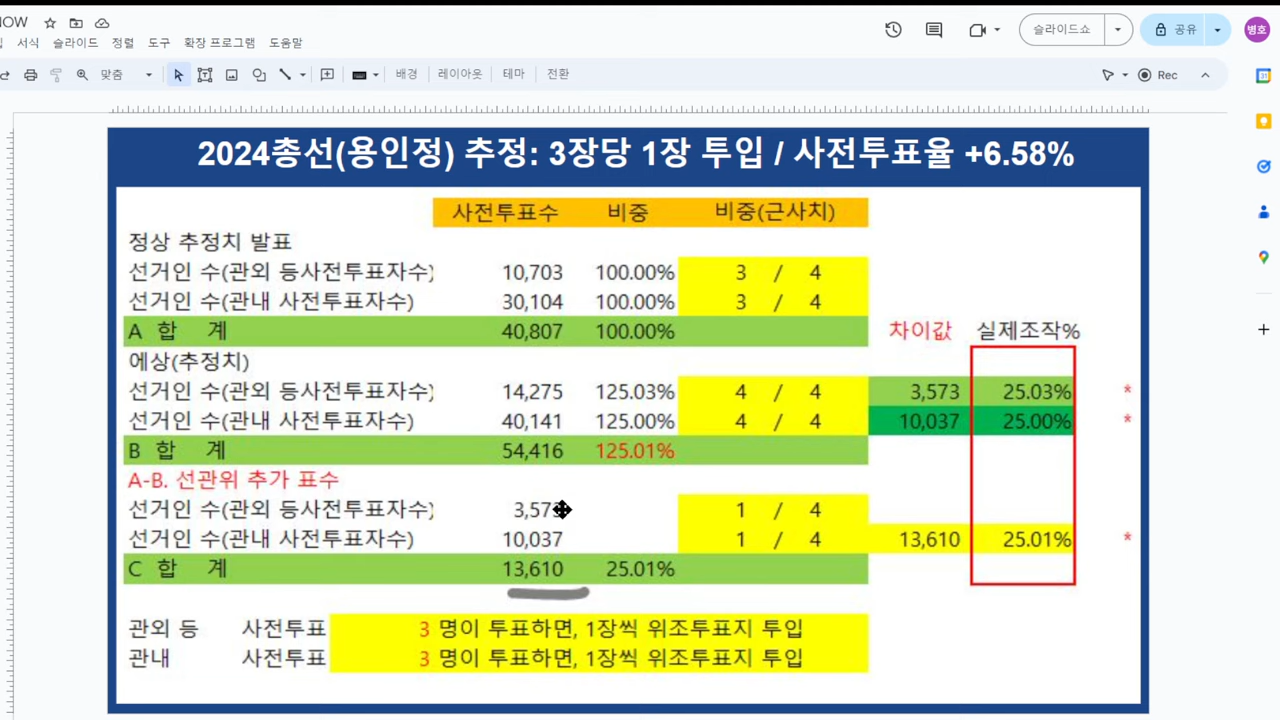 NOW
서식 슬라이드 정렬 도구 확장 프로그램 도움말
슬라이드쇼
공유
병호
맞춤
배경 레이아웃 테마 전환
Rec
2024총선(용인정) 추정: 3장당 1장 투입 / 사전투표율 +6.58%
사전투표수 비중 비중(근사치)
정상 추정치 발표
선거인 수(관외 등사전투표자수) 10,703 100.00% 3 / 4
선거인 수(관내 사전투표자수) 30,104 100.00% 3 / 4
A 합 계 40,807 100.00% 차이값 실제조작%
에상(추정치)
선거인 수(관외 등사전투표자수) 14,275 125.03% 4 / 4 3,573 25.03% *
선거인 수(관내 사전투표자수) 40,141 125.00% 4 / 4 10,037 25.00% *
B 합 계 54,416 125.01%
A-B. 선관위 추가 표수
선거인 수(관외 등사전투표자수) 3,573 1 / 4
선거인 수(관내 사전투표자수) 10,037 1 / 4 13,610 25.01% *
C 합 계 13,610 25.01%
관외 등 사전투표 3 명이 투표하면, 1장씩 위조투표지 투입
관내 사전투표 3 명이 투표하면, 1장씩 위조투표지 투입